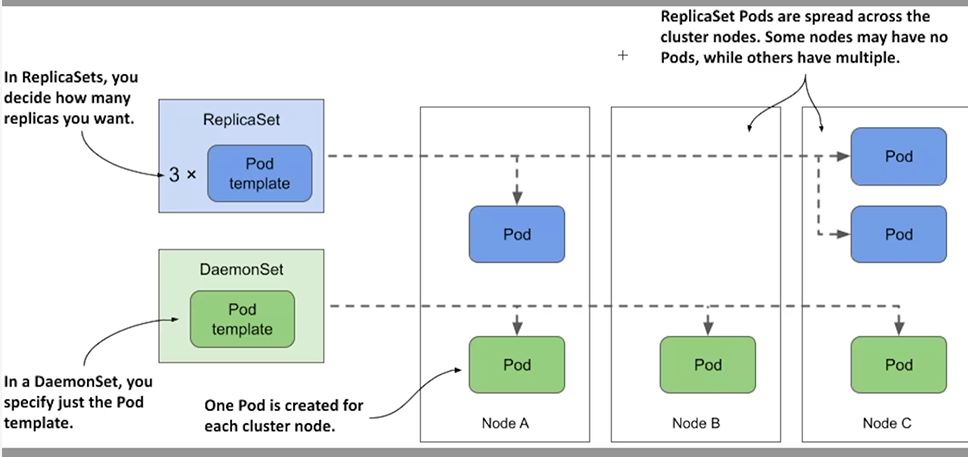 ReplicaSet Pods are spread across the
cluster nodes. Some nodes may have no
Pods, while others have multiple.
In ReplicaSets, you
decide how many
replicas you want.
ReplicaSet
3 ×
Pod
template
Pod
Pod
Pod
DaemonSet
Pod
template
Pod
Pod
Pod
In a DaemonSet, you
specify just the Pod
template.
One Pod is created for
each cluster node.
Node A
Node B
Node C